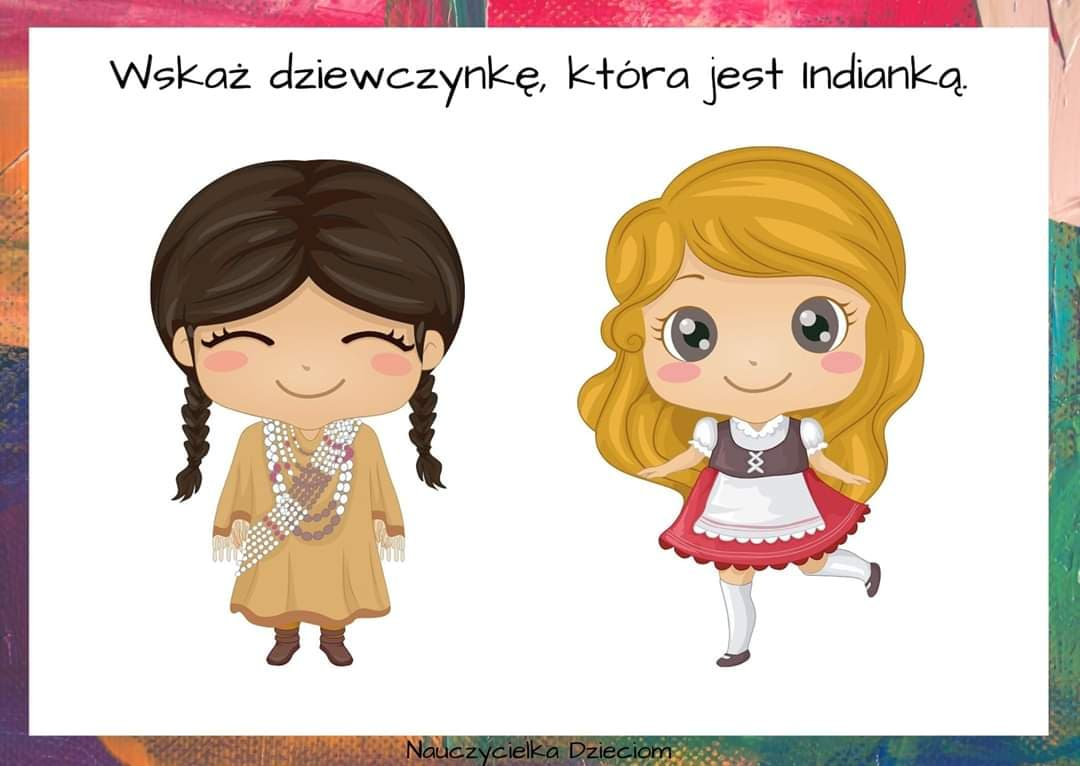 Wskaż dziewczynkę, która jest Indianką.
Nauczycielka Dzieciom